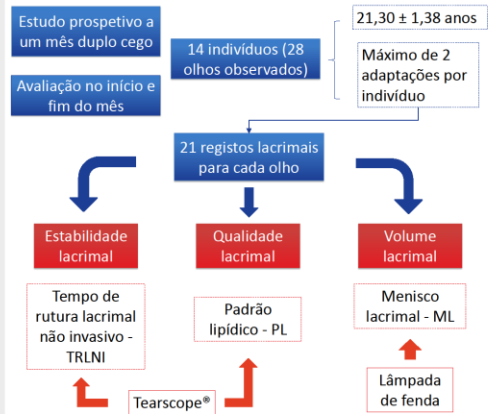 Estudo prospetivo a
um mês duplo cego
Avaliação no início e
fim do mês
14 indivíduos (28
olhos observados)
21,30 ± 1,38 anos
Máximo de 2
adaptações por
indivíduo
21 registos lacrimais
para cada olho
Estabilidade
lacrimal
Qualidade
lacrimal
Volume
lacrimal
Tempo de
rutura lacrimal
não invasivo -
TRLNI
Padrão
lipídico - PL
Menisco
lacrimal - ML
Tearscope®
Lâmpada
de fenda